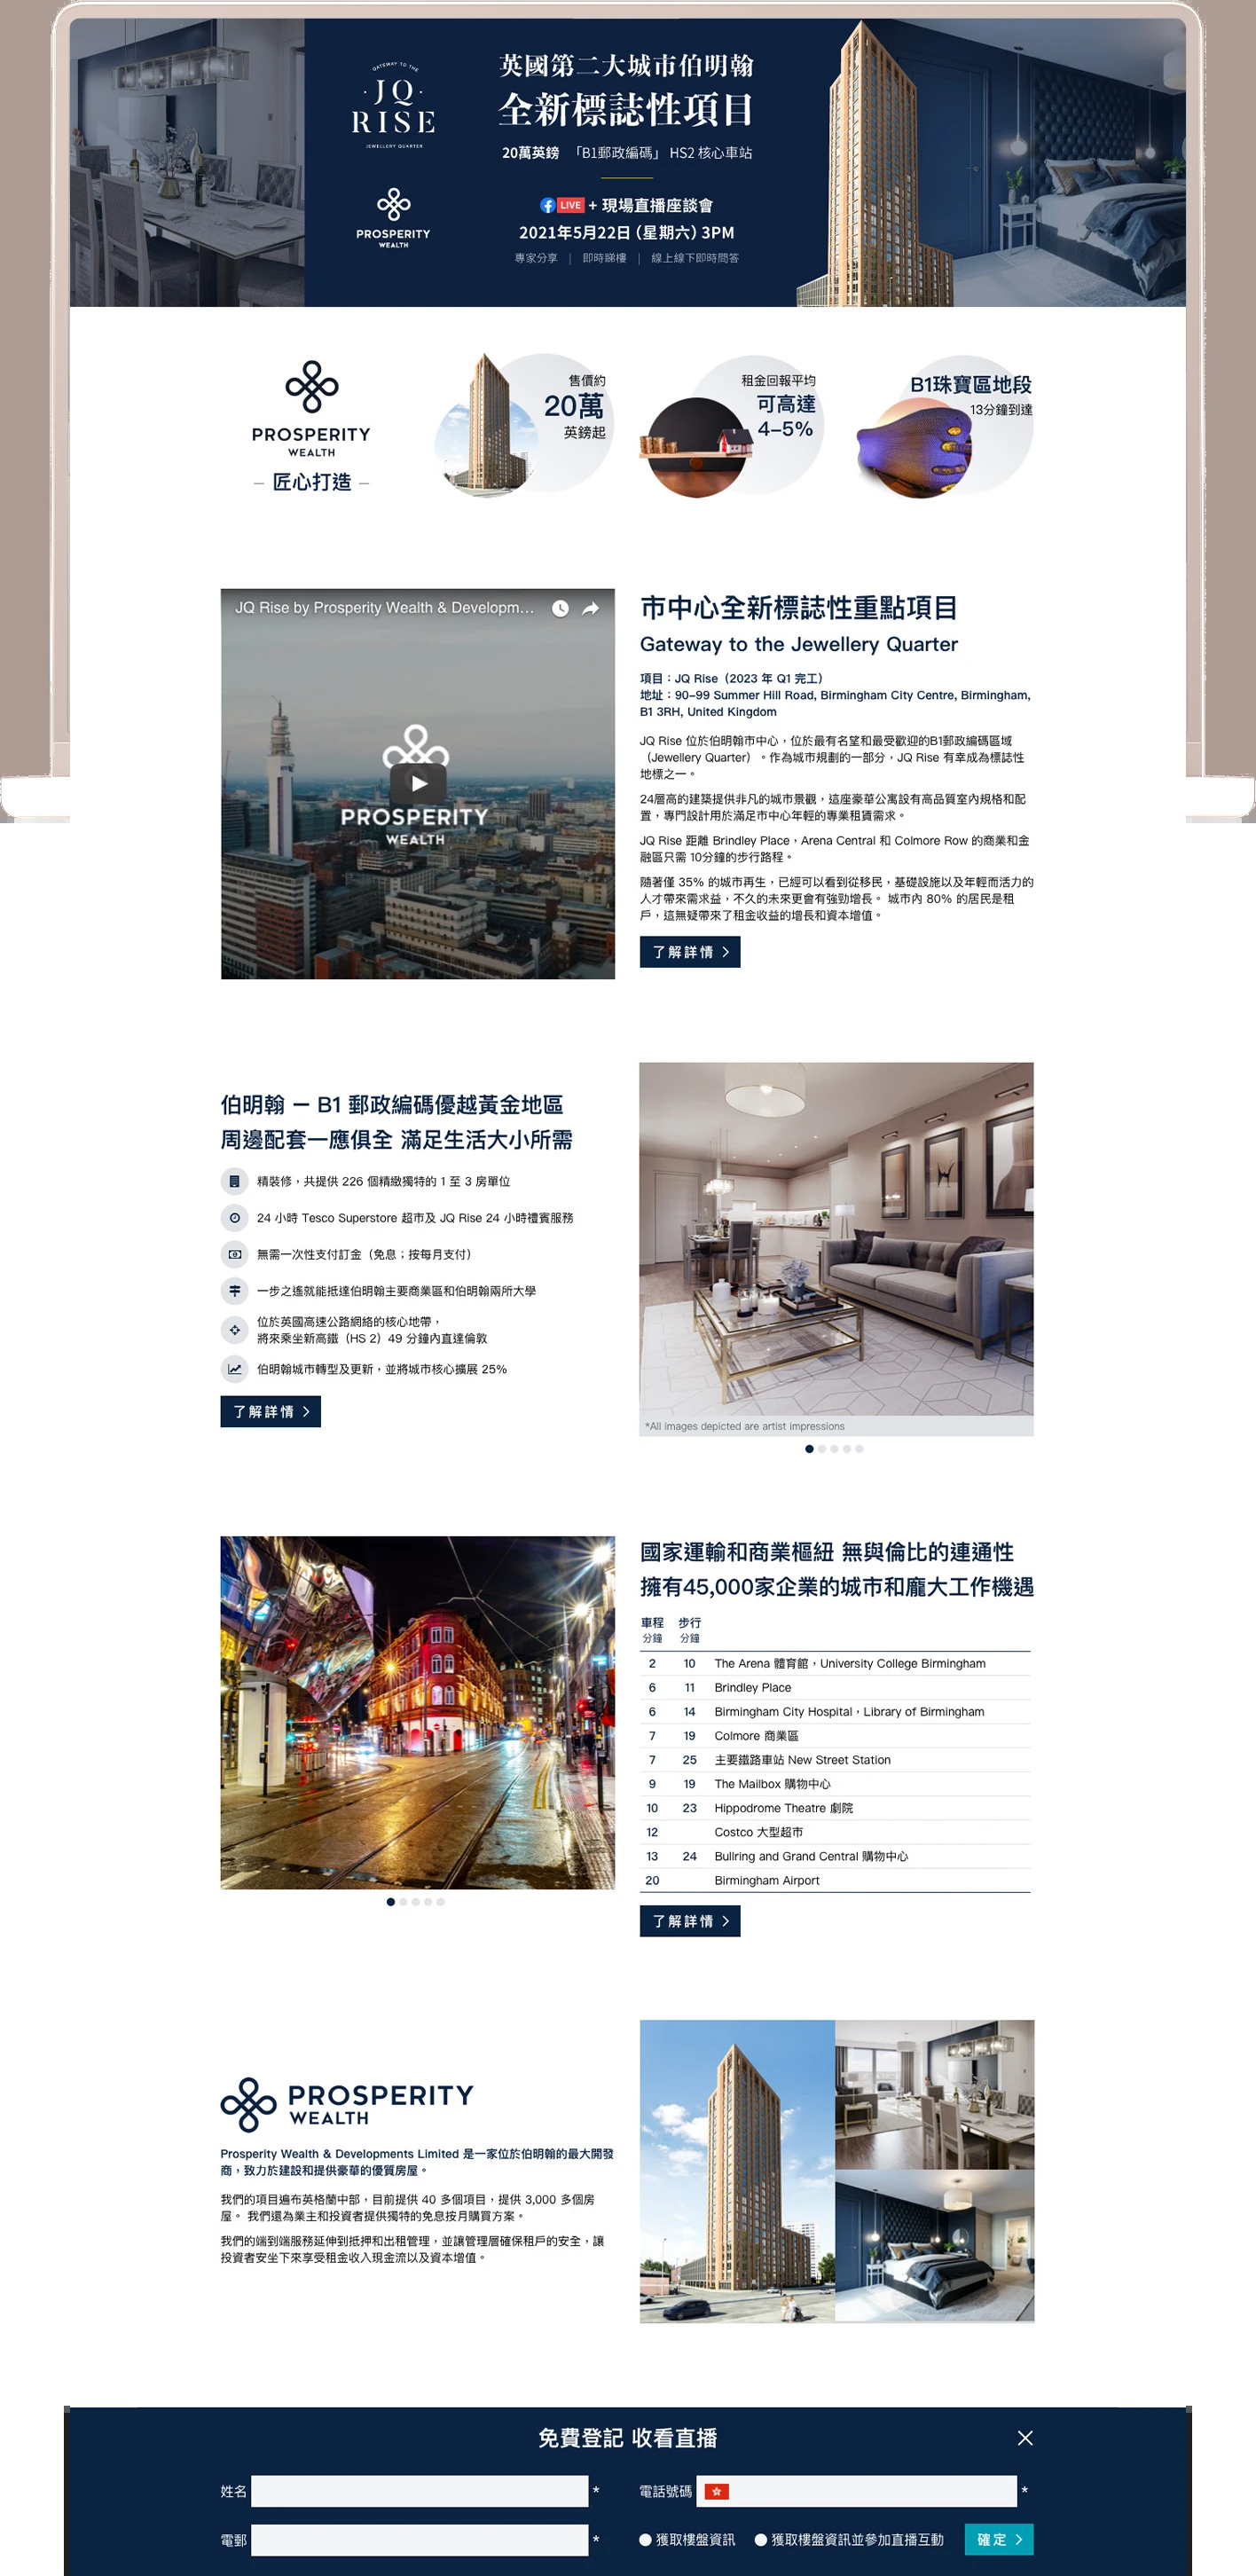 GATEWAY TO THE
JQ
RISE
JEWELLERY QUARTER
PROSPERITY
WEALTH
英國第二大城市伯明翰
全新標誌性項目
20萬英鎊 「B1郵政編碼」 HS2 核心車站
LIVE + 現場直播座談會
2021年5月22日 (星期六) 3PM
專家分享 | 即時睇樓 | 線上線下即時問答
PROSPERITY
WEALTH
– 匠心打造 –
售價約
20萬
英鎊起
租金回報平均
可高達
4–5%
B1珠寶區地段
13分鐘到達
JQ Rise by Prosperity Wealth & Developm...
PROSPERITY
WEALTH
市中心全新標誌性重點項目
Gateway to the Jewellery Quarter
項目：JQ Rise（2023 年 Q1 完工）
地址：90–99 Summer Hill Road, Birmingham City Centre, Birmingham,
B1 3RH, United Kingdom
JQ Rise 位於伯明翰市中心，位於最有名望和最受歡迎的B1郵政編碼區域
（Jewellery Quarter）。作為城市規劃的一部分，JQ Rise 有幸成為標誌性
地標之一。
24層高的建築提供非凡的城市景觀，這座豪華公寓設有高品質室內規格和配
置，專門設計用於滿足市中心年輕的專業租賃需求。
JQ Rise 距離 Brindley Place，Arena Central 和 Colmore Row 的商業和金
融區只需 10分鐘的步行路程。
隨著僅 35% 的城市再生，已經可以看到從移民，基礎設施以及年輕而活力的
人才帶來需求益，不久的未來更會有強勁增長。 城市內 80% 的居民是租
戶，這無疑帶來了租金收益的增長和資本增值。
了解詳情 >
伯明翰 — B1 郵政編碼優越黃金地區
周邊配套一應俱全 滿足生活大小所需
精裝修，共提供 226 個精緻獨特的 1 至 3 房單位
24 小時 Tesco Superstore 超市及 JQ Rise 24 小時禮賓服務
無需一次性支付訂金（免息；按每月支付）
一步之遙就能抵達伯明翰主要商業區和伯明翰兩所大學
位於英國高速公路網絡的核心地帶，
將來乘坐新高鐵（HS 2）49 分鐘內直達倫敦
伯明翰城市轉型及更新，並將城市核心擴展 25%
了解詳情 >
*All images depicted are artist impressions
國家運輸和商業樞紐 無與倫比的連通性
擁有45,000家企業的城市和龐大工作機遇
車程 步行
分鐘 分鐘
2 10 The Arena 體育館，University College Birmingham
6 11 Brindley Place
6 14 Birmingham City Hospital，Library of Birmingham
7 19 Colmore 商業區
7 25 主要鐵路車站 New Street Station
9 19 The Mailbox 購物中心
10 23 Hippodrome Theatre 劇院
12 Costco 大型超市
13 24 Bullring and Grand Central 購物中心
20 Birmingham Airport
了解詳情 >
PROSPERITY
WEALTH
Prosperity Wealth & Developments Limited 是一家位於伯明翰的最大開發
商，致力於建設和提供豪華的優質房屋。
我們的項目遍布英格蘭中部，目前提供 40 多個項目，提供 3,000 多個房
屋。 我們還為業主和投資者提供獨特的免息按月購買方案。
我們的端到端服務延伸到抵押和出租管理，並讓管理層確保租戶的安全，讓
投資者安坐下來享受租金收入現金流以及資本增值。
免費登記 收看直播
姓名 *
電話號碼 *
電郵 *
獲取樓盤資訊 獲取樓盤資訊並參加直播互動 確定 >